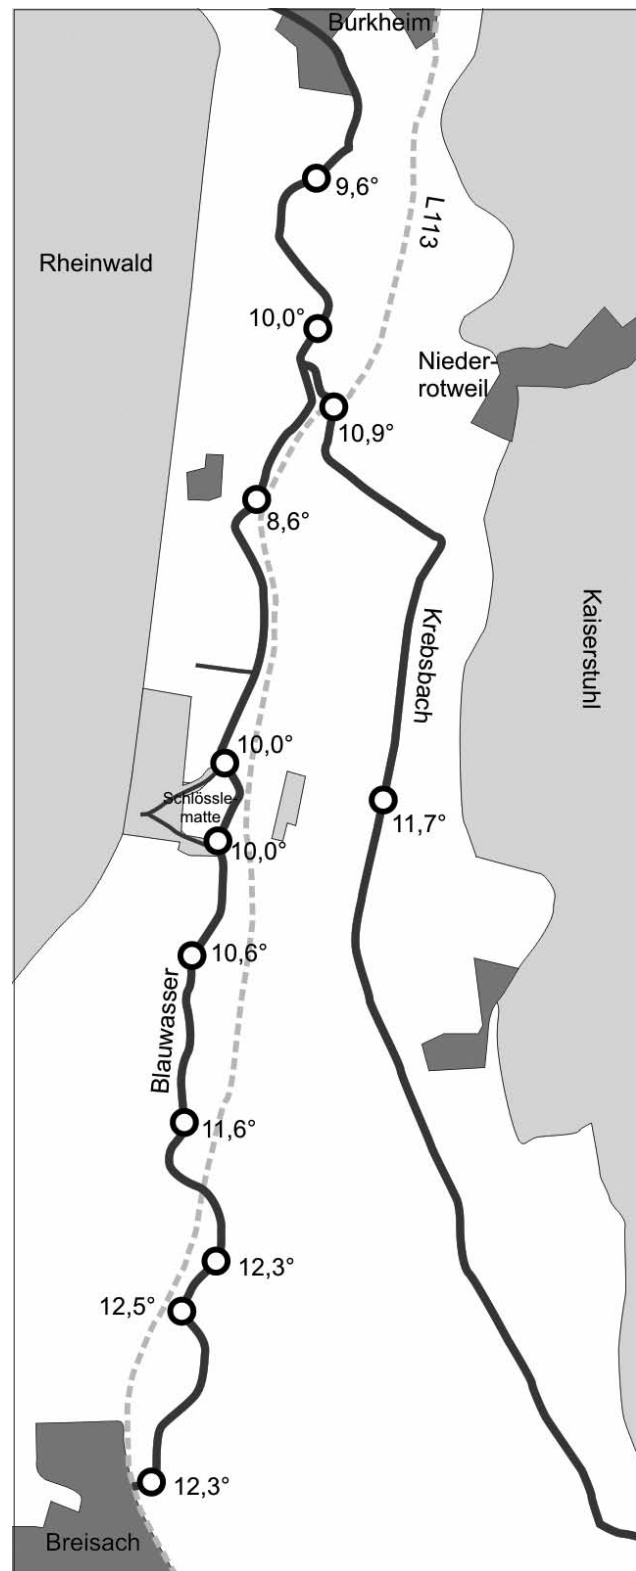 Burkheim
9,6°
L113
Rheinwald
10,0°
Nieder-
rotweil
10,9°
8,6°
Kaiserstuhl
Krebsbach
10,0°
Schlössle-
matte
11,7°
10,0°
10,6°
Blauwasser
11,6°
12,3°
12,5°
12,3°
Breisach